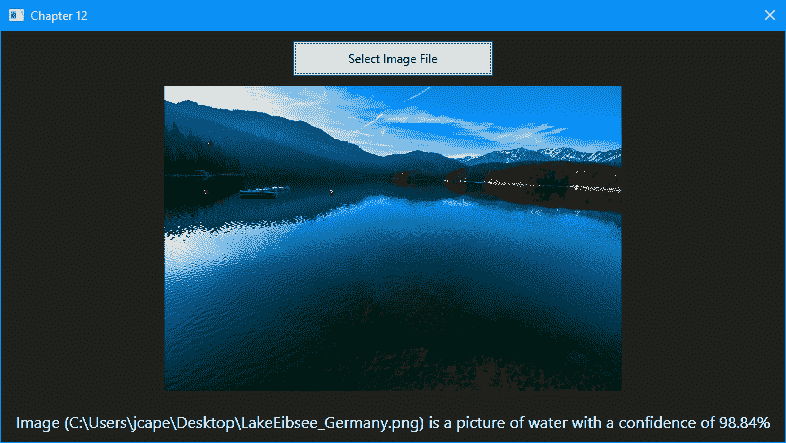 Chapter 12
Select Image File
Image (C:\Users\jcape\Desktop\LakeEibsee_Germany.png) is a picture of water with a confidence of 98.84%